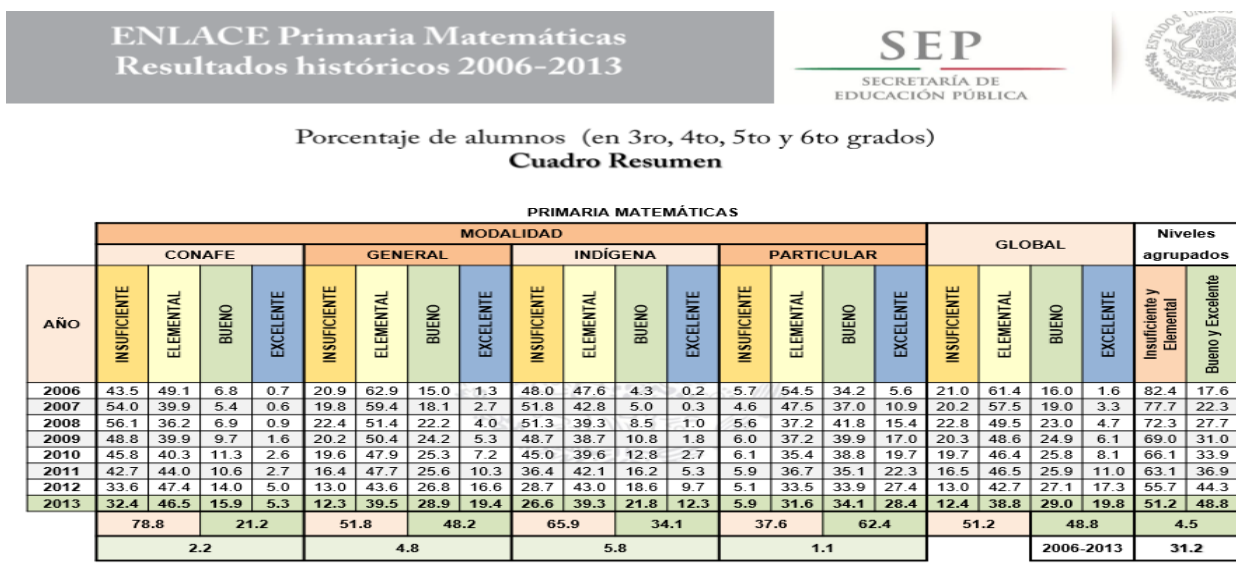 ENLACE Primaria Matemáticas
Resultados históricos 2006-2013
SEP
SECRETARÍA DE
EDUCACIÓN PÚBLICA
Porcentaje de alumnos (en 3ro, 4to, 5to y 6to grados)
Cuadro Resumen
PRIMARIA MATEMÁTICAS
MODALIDAD GLOBAL Niveles agrupados
CONAFE GENERAL INDÍGENA PARTICULAR
AÑO INSUFICIENTE ELEMENTAL BUENO EXCELENTE INSUFICIENTE ELEMENTAL BUENO EXCELENTE INSUFICIENTE ELEMENTAL BUENO EXCELENTE INSUFICIENTE ELEMENTAL BUENO EXCELENTE INSUFICIENTE ELEMENTAL BUENO EXCELENTE Insuficiente y Elemental Bueno y Excelente
2006 43.5 49.1 6.8 0.7 20.9 62.9 15.0 1.3 48.0 47.6 4.3 0.2 5.7 54.5 34.2 5.6 21.0 61.4 16.0 1.6 82.4 17.6
2007 54.0 39.9 5.4 0.6 19.8 59.4 18.1 2.7 51.8 42.8 5.0 0.3 4.6 47.5 37.0 10.9 20.2 57.5 19.0 3.3 77.7 22.3
2008 56.1 36.2 6.9 0.9 22.4 51.4 22.2 4.0 51.3 39.3 8.5 1.0 5.6 37.2 41.8 15.4 22.8 49.5 23.0 4.7 72.3 27.7
2009 48.8 39.9 9.7 1.6 20.2 50.4 24.2 5.3 48.7 38.7 10.8 1.8 6.0 37.2 39.9 17.0 20.3 48.6 24.9 6.1 69.0 31.0
2010 45.8 40.3 11.3 2.6 19.6 47.9 25.3 7.2 45.0 39.6 12.8 2.7 6.1 35.4 38.8 19.7 19.7 46.4 25.8 8.1 66.1 33.9
2011 42.7 44.0 10.6 2.7 16.4 47.7 25.6 10.3 36.4 42.1 16.2 5.3 5.9 36.7 35.1 22.3 16.5 46.5 25.9 11.0 63.1 36.9
2012 33.6 47.4 14.0 5.0 13.0 43.6 26.8 16.6 28.7 43.0 18.6 9.7 5.1 33.5 33.9 27.4 13.0 42.7 27.1 17.3 55.7 44.3
2013 32.4 46.5 15.9 5.3 12.3 39.5 28.9 19.4 26.6 39.3 21.8 12.3 5.9 31.6 34.1 28.4 12.4 38.8 29.0 19.8 51.2 48.8
78.8 21.2 51.8 48.2 65.9 34.1 37.6 62.4 51.2 48.8 4.5
2.2 4.8 5.8 1.1 2006-2013 31.2